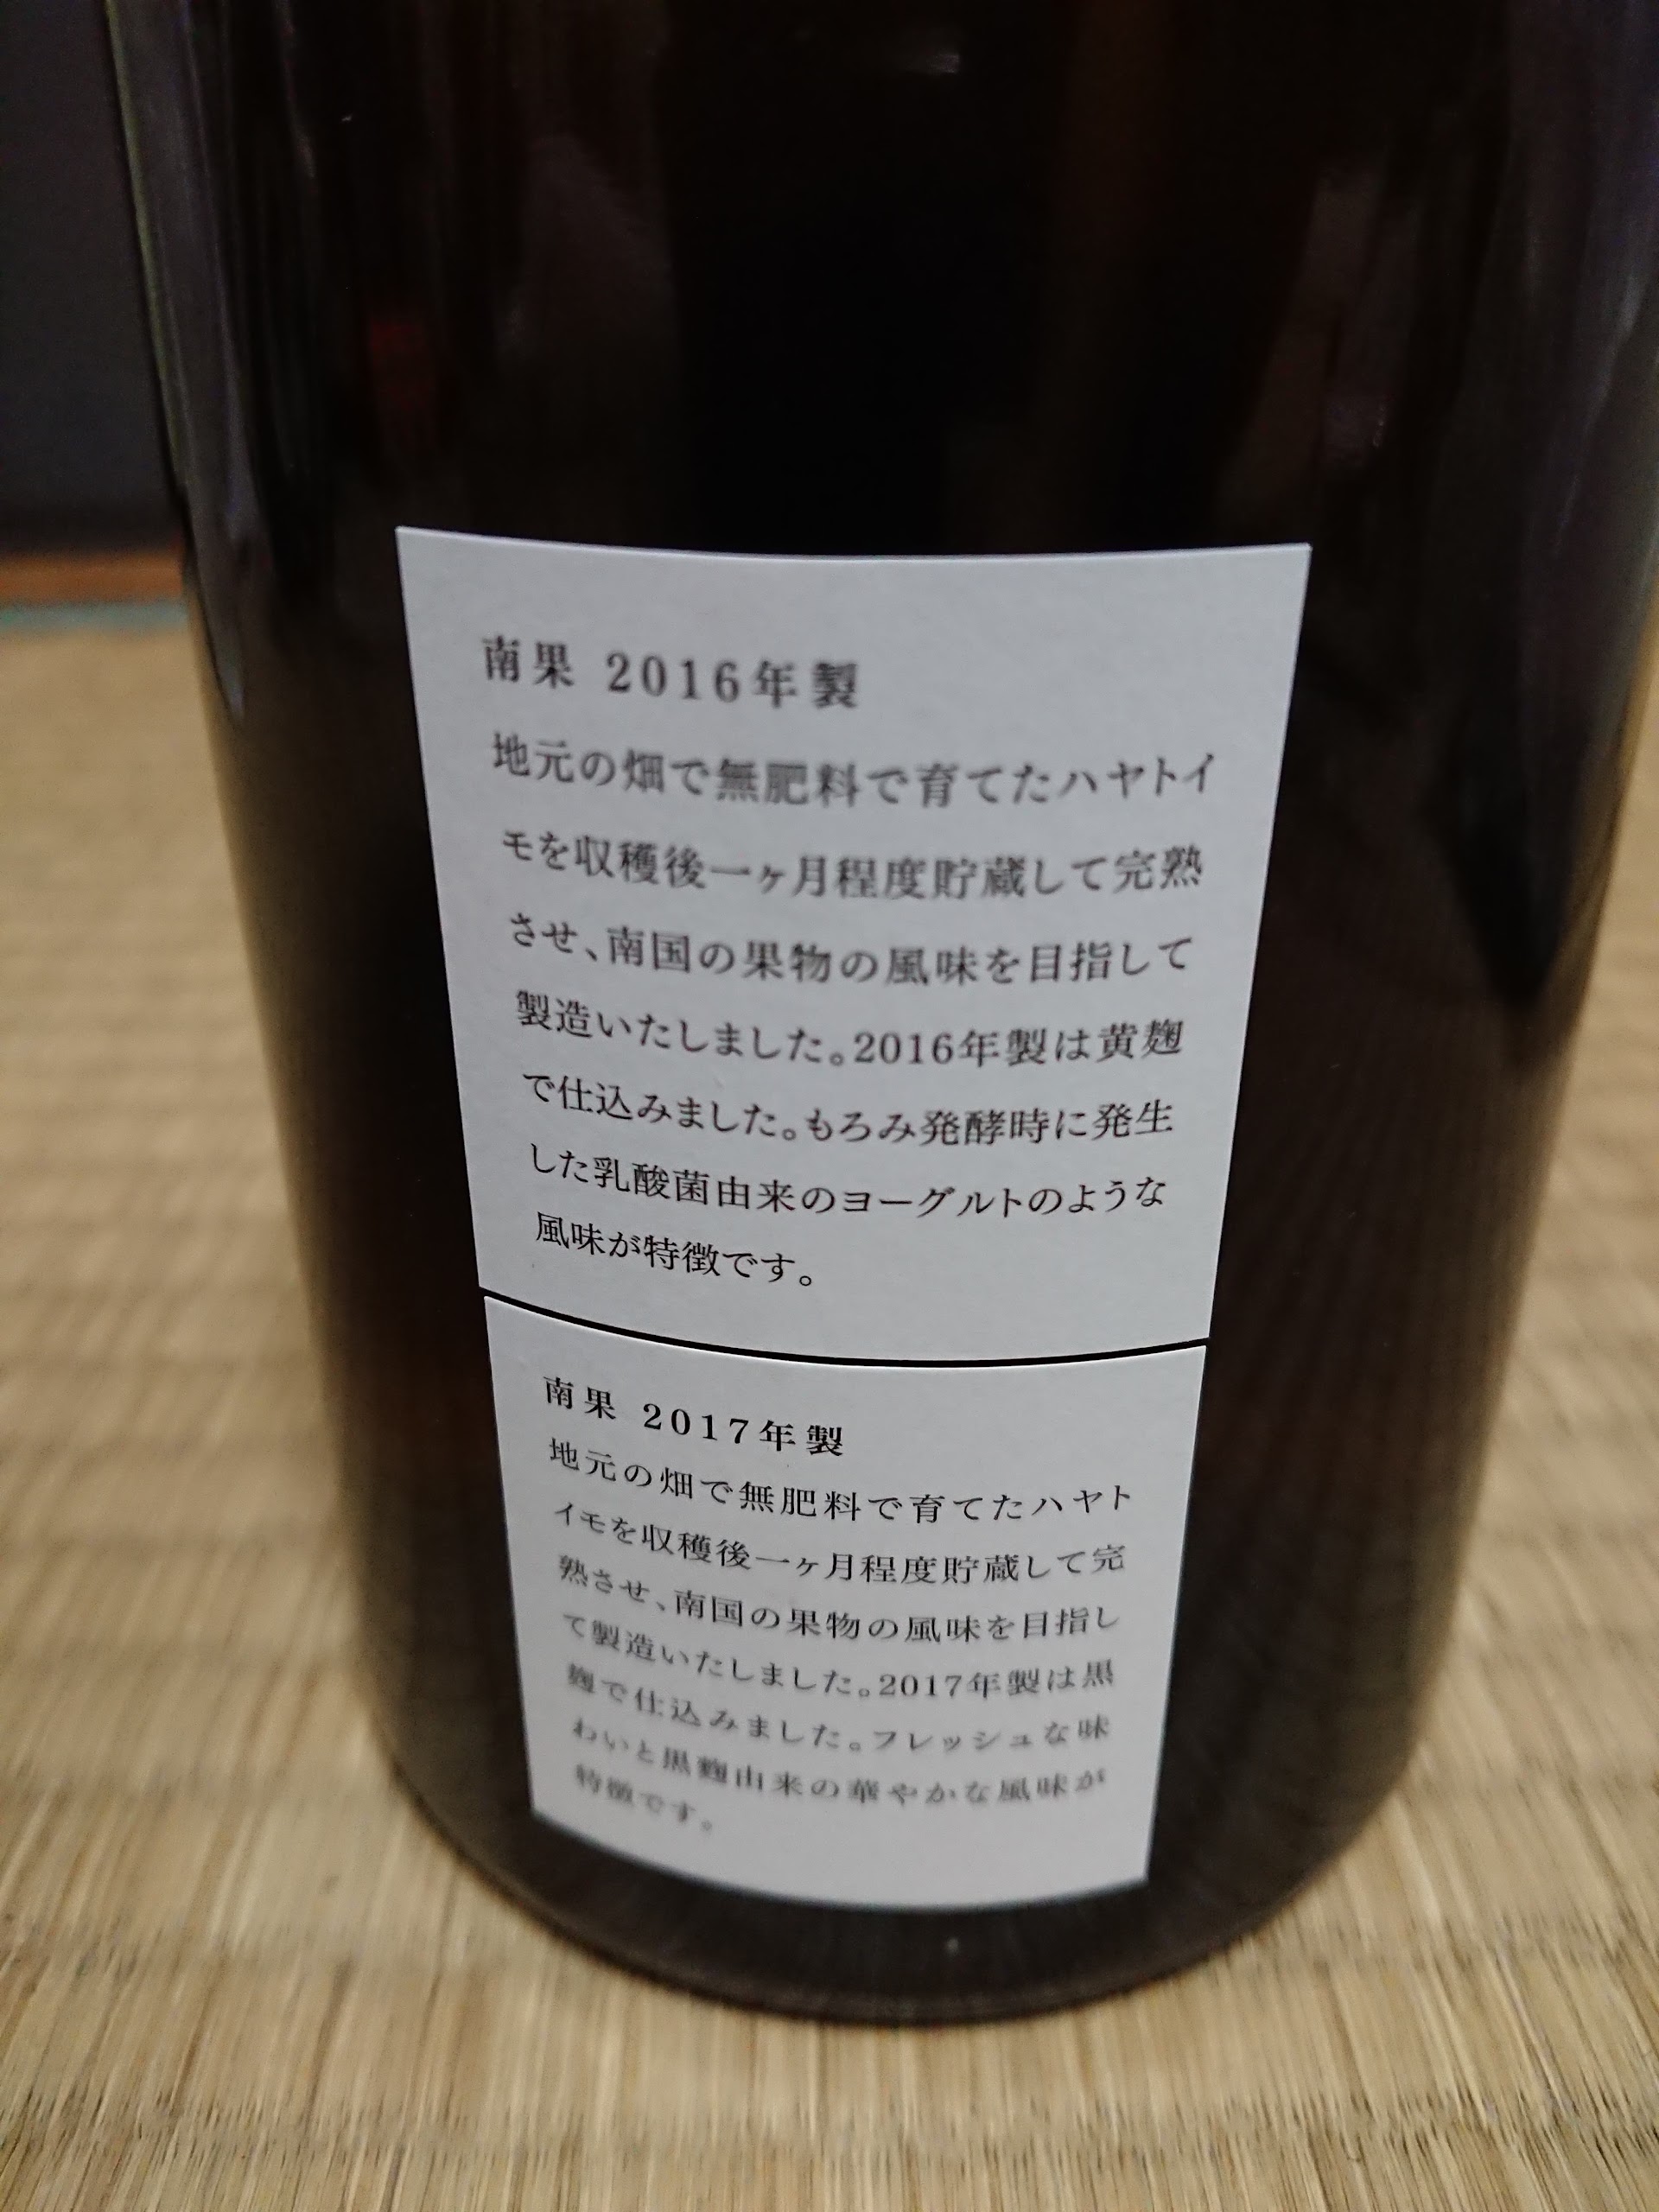 南果 2016年製
地元の畑で無肥料で育てたハヤトイ
モを収穫後一ヶ月程度貯蔵して完熟
させ、南国の果物の風味を目指して
製造いたしました。2016年製は黄麹
で仕込みました。もろみ発酵時に発生
した乳酸菌由来のヨーグルトのような
風味が特徴です。
南果 2017年製
地元の畑で無肥料で育てたハヤト
イモを収穫後一ヶ月程度貯蔵して完
熟させ、南国の果物の風味を目指し
て製造いたしました。2017年製は黒
麹で仕込みました。フレッシュな味
わいと黒麹由来の華やかな風味が
特徴です。